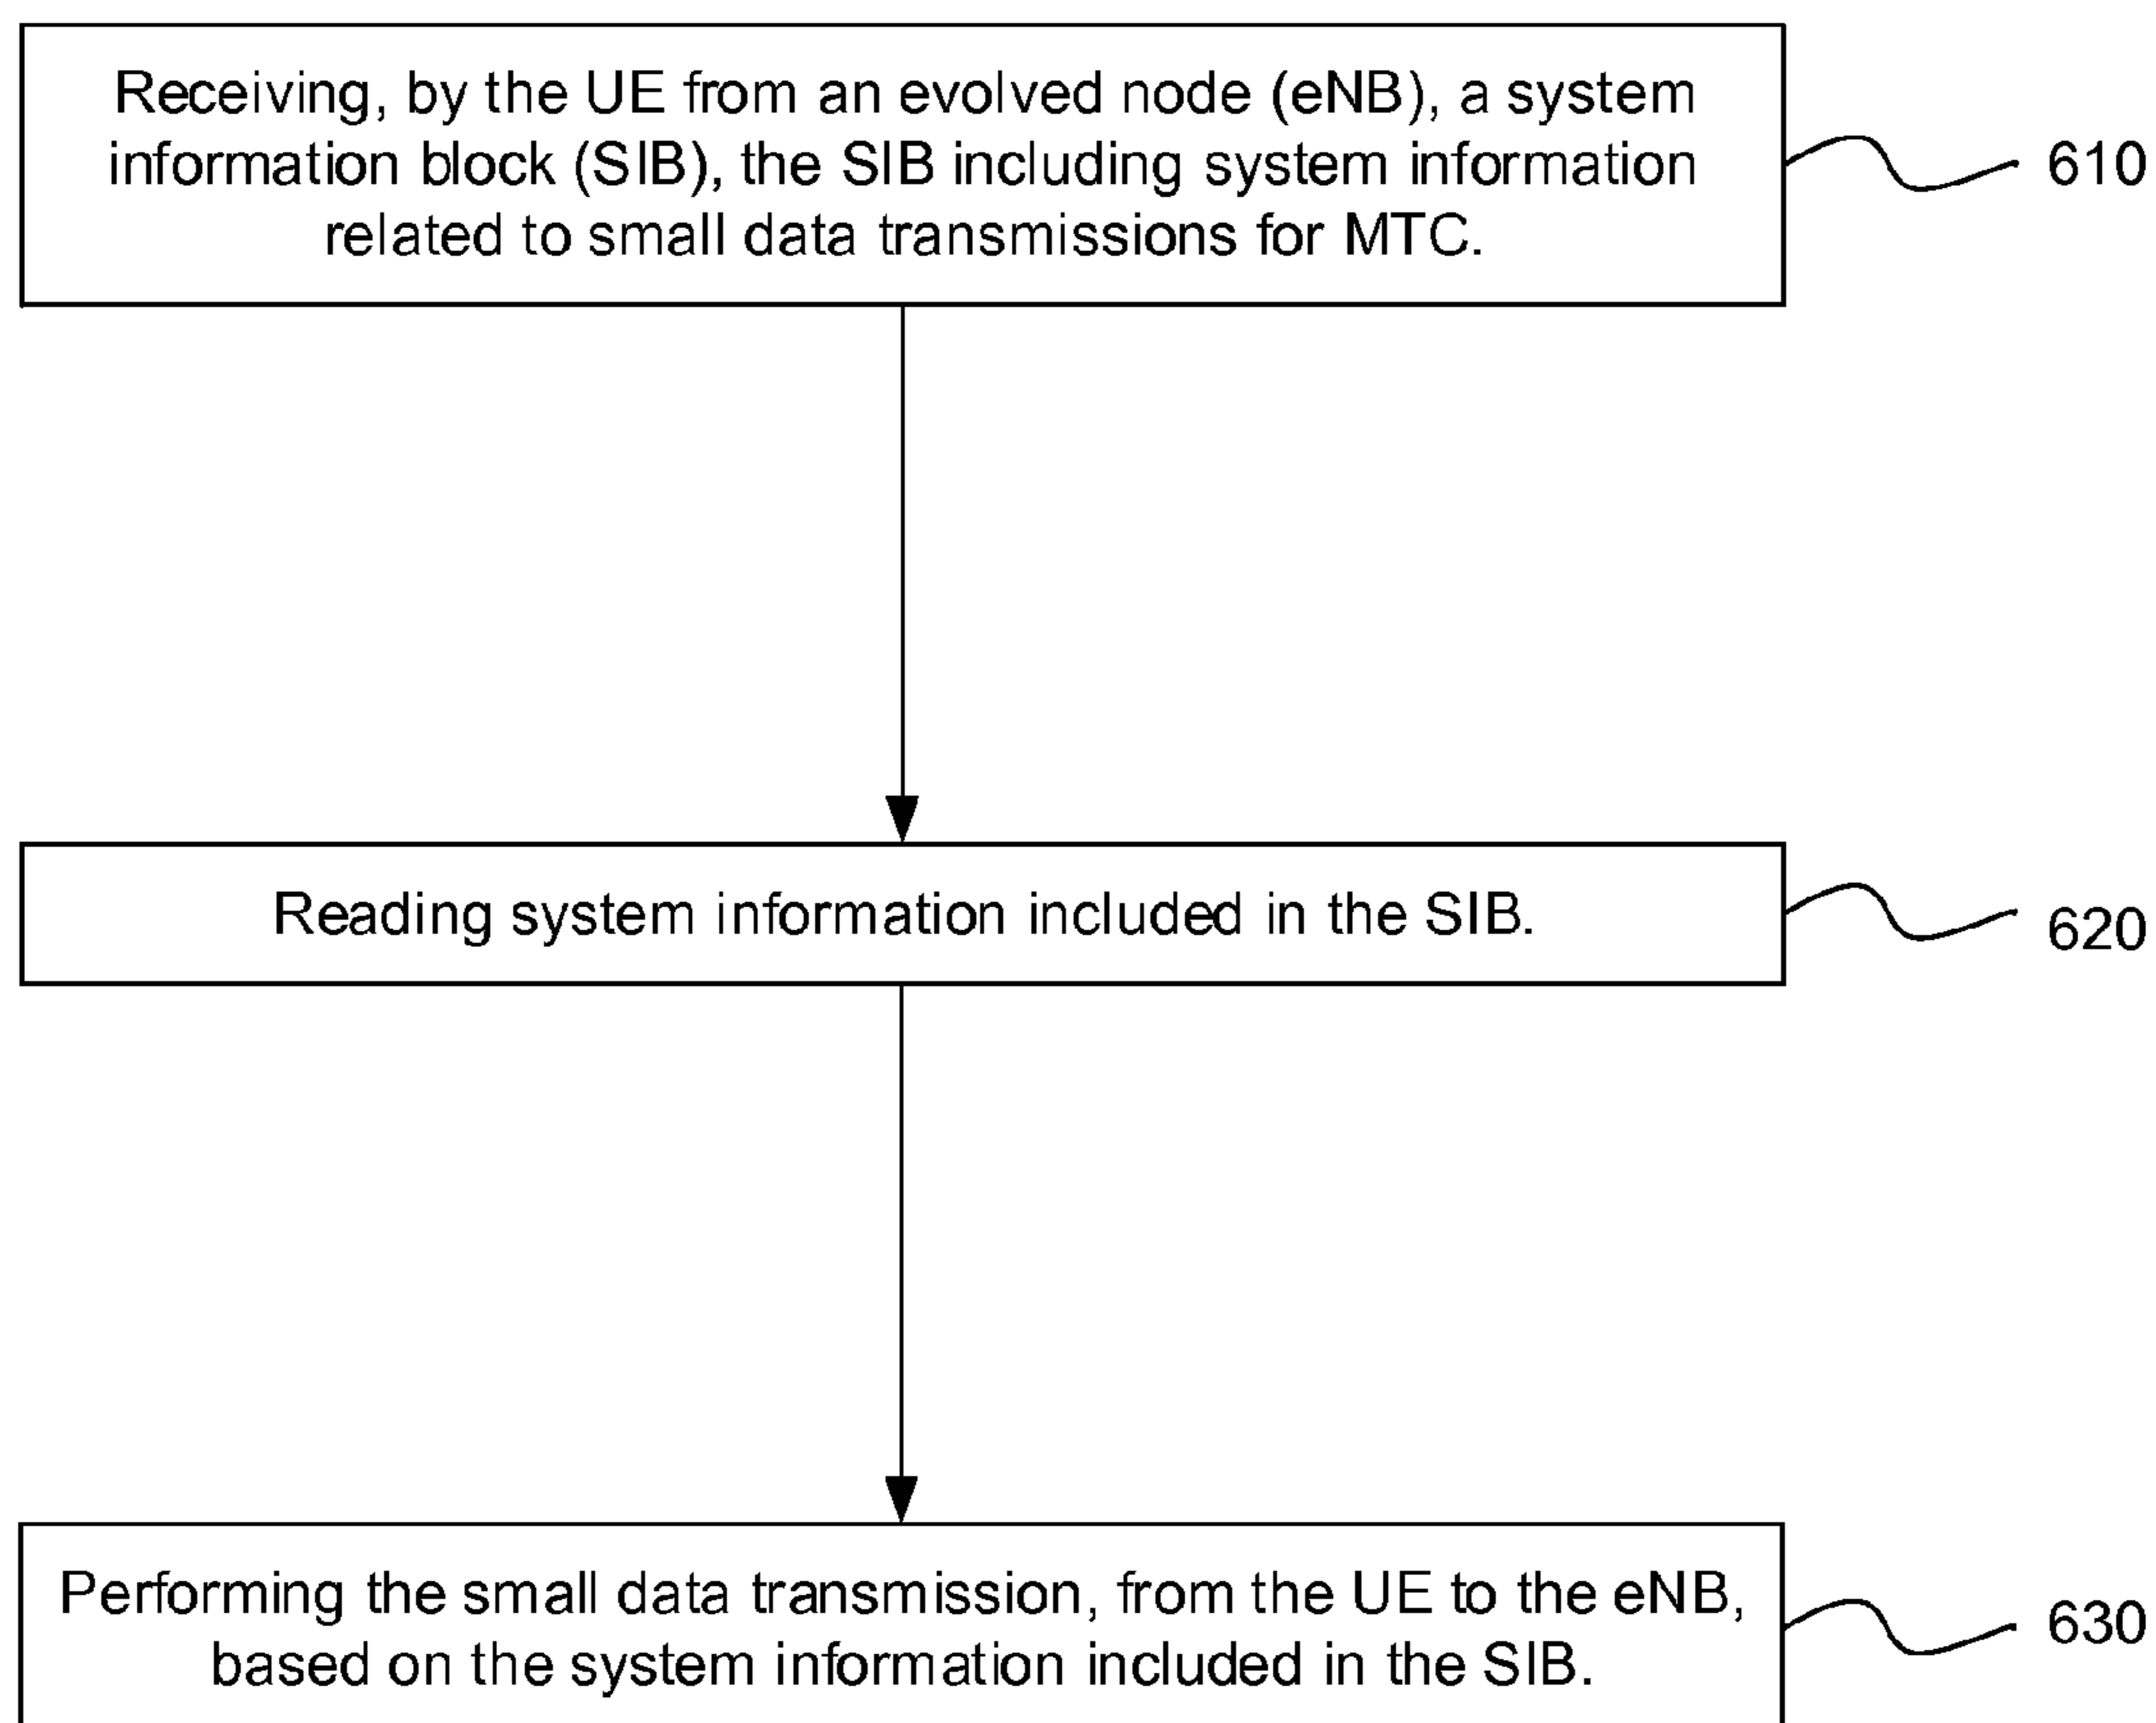 Receiving, by the UE from an evolved node (eNB), a system
information block (SIB), the SIB including system information
related to small data transmissions for MTC.
610
Reading system information included in the SIB.
620
Performing the small data transmission, from the UE to the eNB,
based on the system information included in the SIB.
630